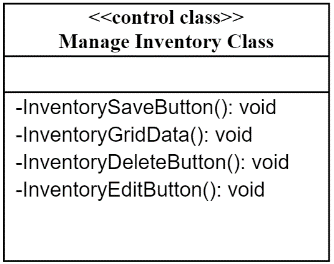 <<control class>>
Manage Inventory Class
-InventorySaveButton(): void
-InventoryGridData(): void
-InventoryDeleteButton(): void
-InventoryEditButton(): void